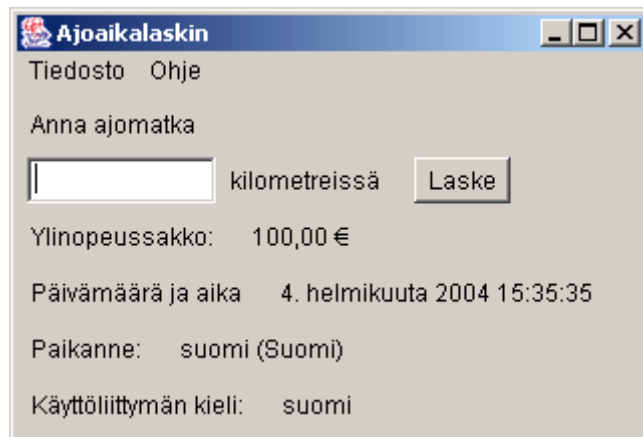 Ajoaikalaskin
Tiedosto Ohje
Anna ajomatka
kilometreissä Laske
Ylinopeussakko: 100,00 €
Päivämäärä ja aika 4. helmikuuta 2004 15:35:35
Paikanne: suomi (Suomi)
Käyttöliittymän kieli: suomi